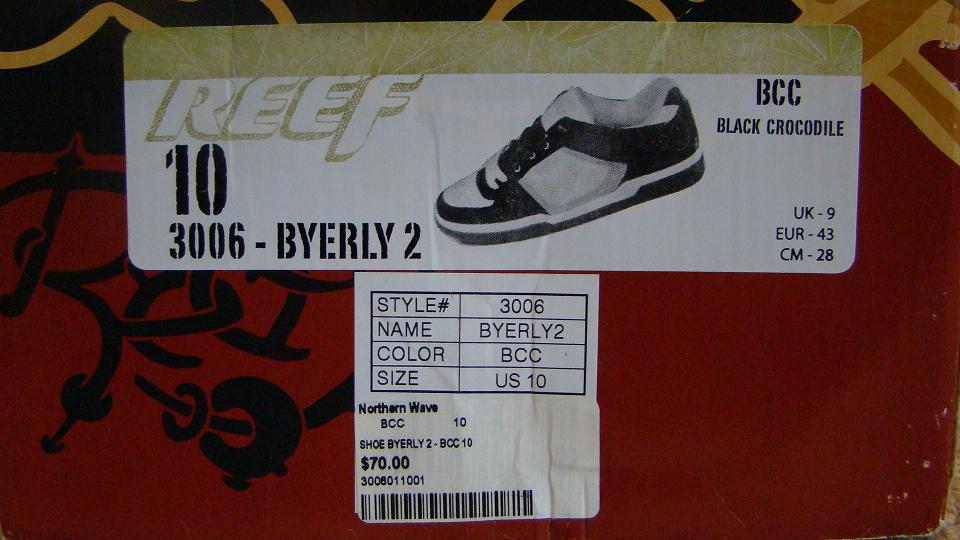 REEF
10
3006 - BYERLY 2
BCC
BLACK CROCODILE
UK - 9
EUR - 43
CM - 28
STYLE# 3006
NAME BYERLY2
COLOR BCC
SIZE US 10
Northern Wave
BCC 10
SHOE BYERLY 2 - BCC 10
$70.00
3006011001